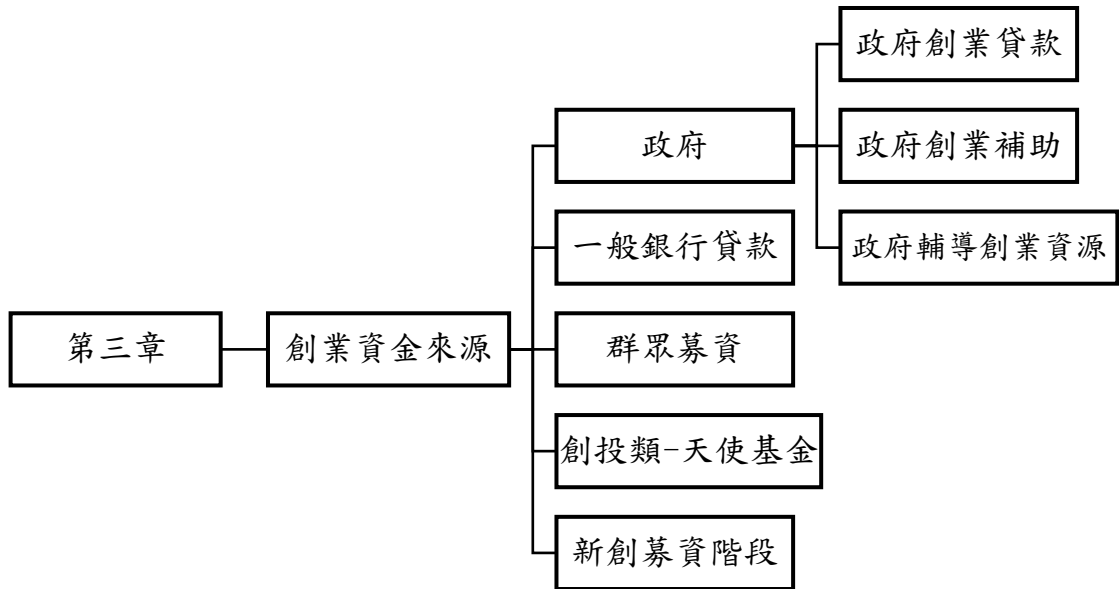 第三章
創業資金來源
政府
政府創業貸款
政府創業補助
政府輔導創業資源
一般銀行貸款
群眾募資
創投類-天使基金
新創募資階段